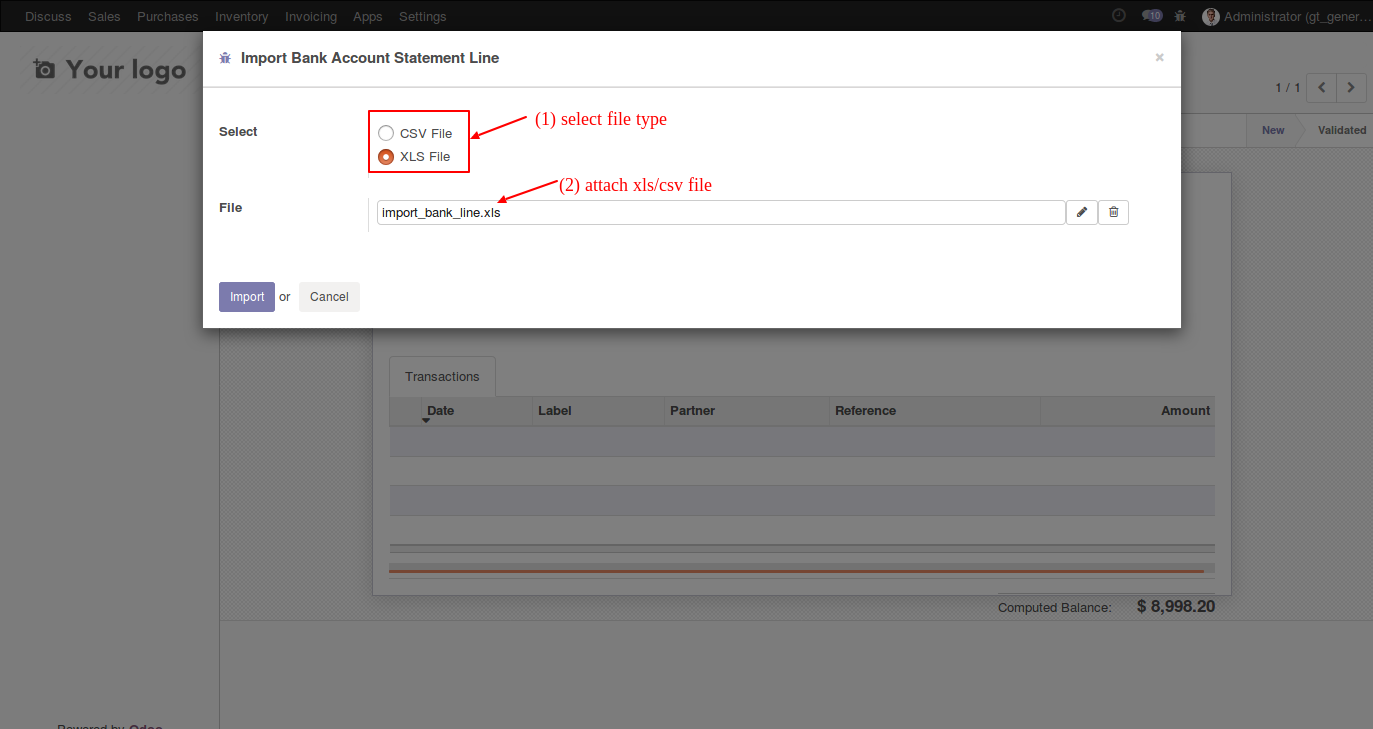 Discuss Sales Purchases Inventory Invoicing Apps Settings 10 Administrator (gt_gener...
Your logo
Import Bank Account Statement Line ×
1 / 1
Select
CSV File
XLS File
(1) select file type
New Validated
(2) attach xls/csv file
File
import_bank_line.xls
Import or Cancel
Transactions
Date Label Partner Reference Amount
Computed Balance: $ 8,998.20
Powered by Odoo